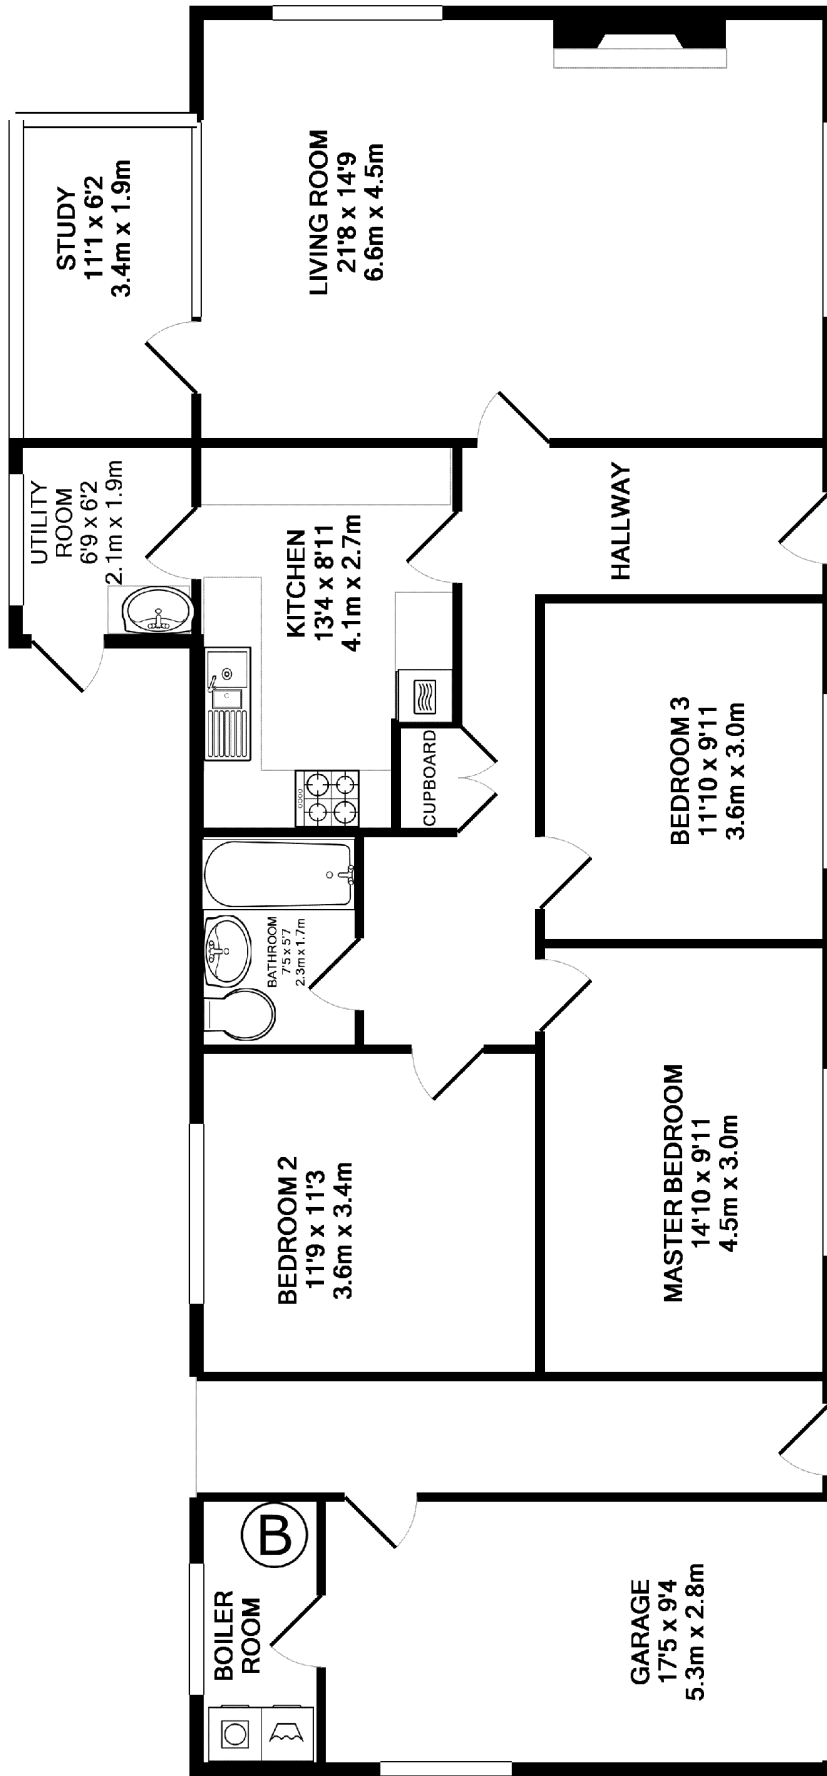 STUDY
11'1 x 6'2
3.4m x 1.9m
LIVING ROOM
21'8 x 14'9
6.6m x 4.5m
UTILITY
ROOM
6'9 x 6'2
2.1m x 1.9m
KITCHEN
13'4 x 8'11
4.1m x 2.7m
HALLWAY
CUPBOARD
BEDROOM 3
11'10 x 9'11
3.6m x 3.0m
BATHROOM
7'5 x 5'7
2.3m x 1.7m
BEDROOM 2
11'9 x 11'3
3.6m x 3.4m
MASTER BEDROOM
14'10 x 9'11
4.5m x 3.0m
B
BOILER
ROOM
GARAGE
17'5 x 9'4
5.3m x 2.8m